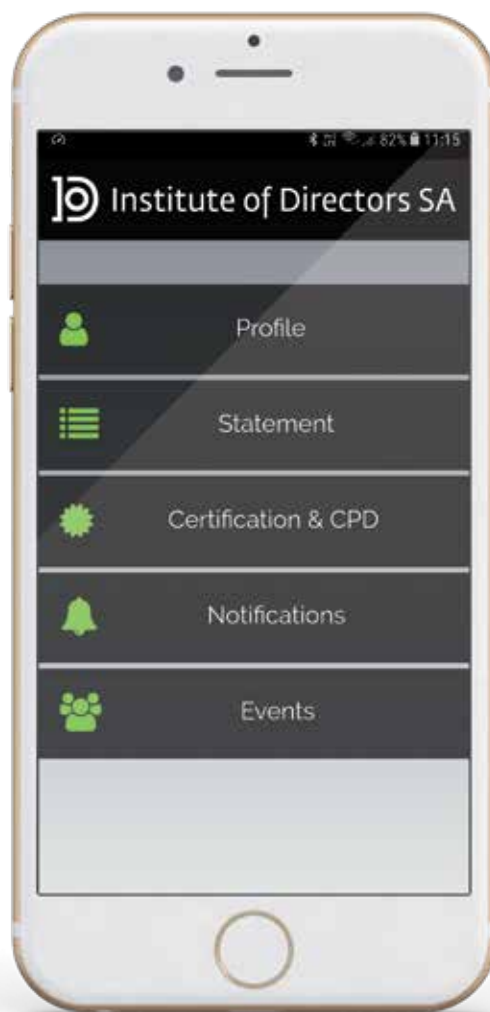 82% 11:15
Institute of Directors SA
Profile
Statement
Certification & CPD
Notifications
Events